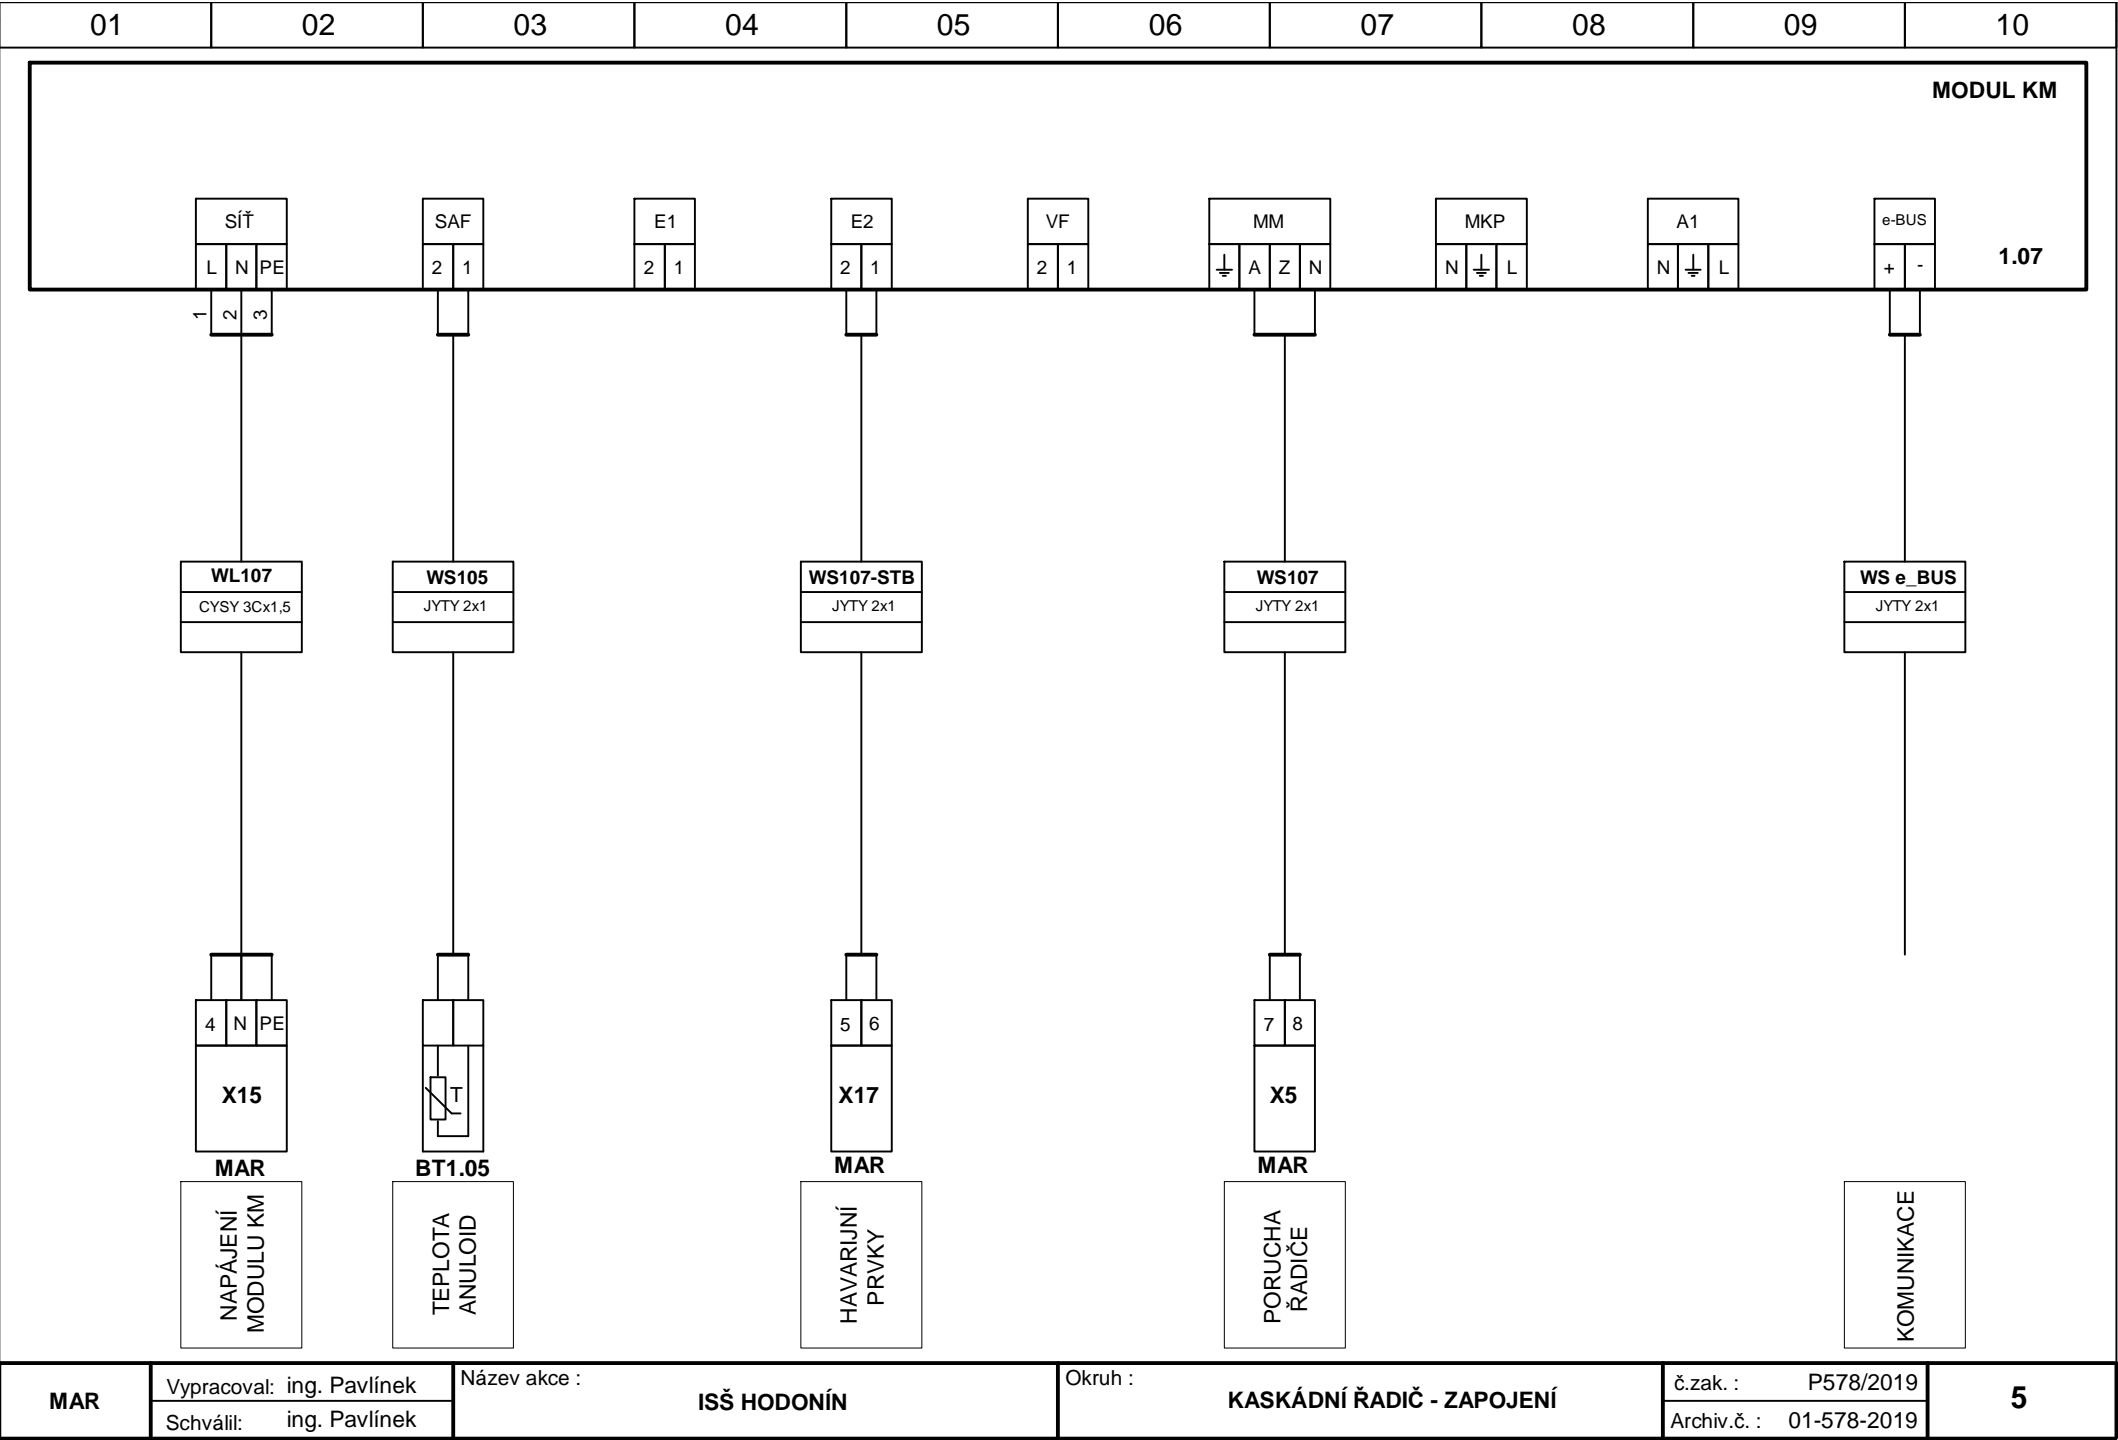 01 02 03 04 05 06 07 08 09 10
MODUL KM
SÍŤ SAF E1 E2 VF MM MKP A1 e-BUS
L N PE 2 1 2 1 2 1 2 1 A Z N N L N L + -
1.07
1 2 3
WL107 WS105 WS107-STB WS107 WS e_BUS
CYSY 3Cx1,5 JYTY 2x1 JYTY 2x1 JYTY 2x1 JYTY 2x1
4 N PE 5 6 7 8
X15 T X17 X5
MAR BT1.05 MAR MAR
NAPÁJENÍ
MODULU KM
TEPLOTA
ANULOID
HAVARIJNÍ
PRVKY
PORUCHA
ŘADIČE
KOMUNIKACE
MAR
Vypracoval: ing. Pavlínek
Schválil: ing. Pavlínek
Název akce :
ISŠ HODONÍN
Okruh :
KASKÁDNÍ ŘADIČ - ZAPOJENÍ
č.zak. : P578/2019
Archiv.č. : 01-578-2019
5